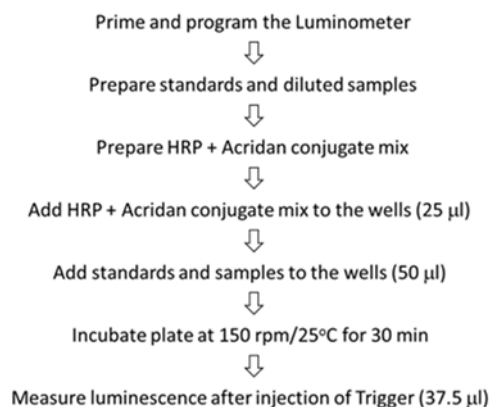 Prime and program the Luminometer
Prepare standards and diluted samples
Prepare HRP + Acridan conjugate mix
Add HRP + Acridan conjugate mix to the wells (25 µl)
Add standards and samples to the wells (50 µl)
Incubate plate at 150 rpm/25°C for 30 min
Measure luminescence after injection of Trigger (37.5 µl)